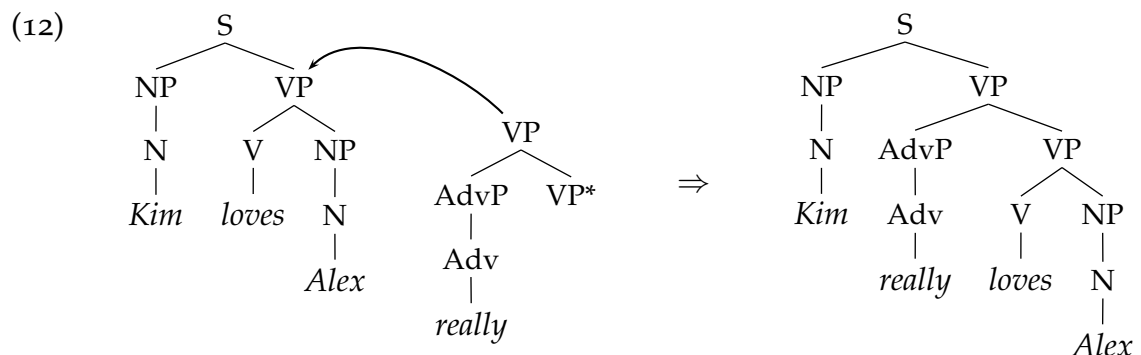 (12) S S
NP VP NP VP
VP
N V NP N AdvP VP
AdvP VP* ⇒
Kim loves N Kim Adv V NP
Adv
Alex really loves N
really
Alex